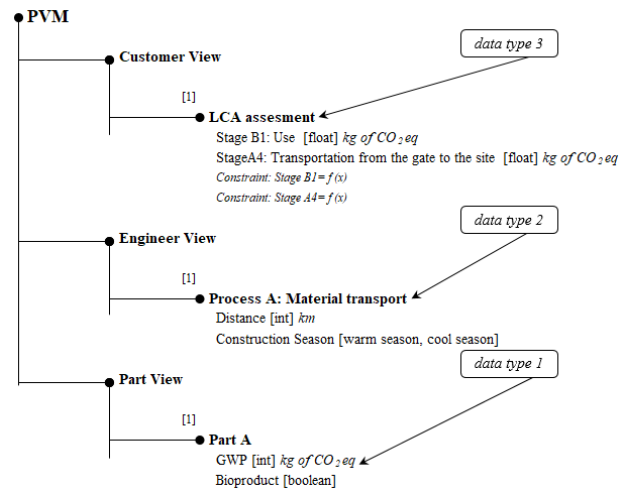 PVM
data type 3
Customer View
[1]
LCA assesment
Stage B1: Use [float] kg of CO2eq
StageA4: Transportation from the gate to the site [float] kg of CO2eq
Constraint: Stage B1=f(x)
Constraint: Stage A4=f(x)
data type 2
Engineer View
[1]
Process A: Material transport
Distance [int] km
Construction Season [warm season, cool season]
data type 1
Part View
[1]
Part A
GWP [int] kg of CO2eq
Bioproduct [boolean]